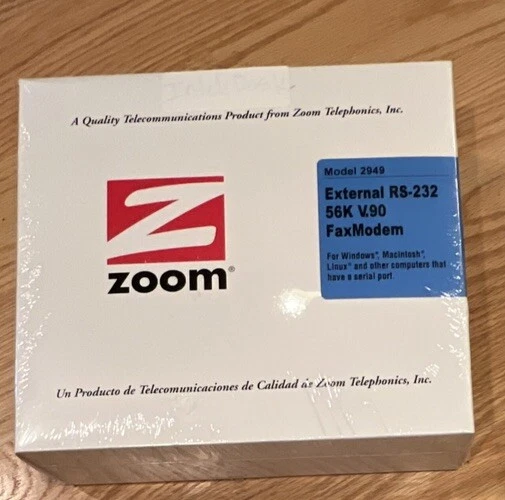 A Quality Telecommunications Product from Zoom Telephonics, Inc.
Z
zoom®
Model 2949
External RS-232
56K V.90
FaxModem
For Windows®, Macintosh®,
Linux® and other computers that
have a serial port.
Un Producto de Telecomunicaciones de Calidad de Zoom Telephonics, Inc.